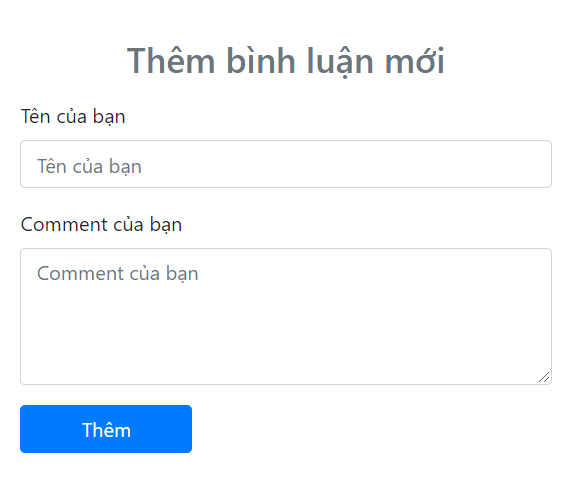 Thêm bình luận mới
Tên của bạn
Tên của bạn
Comment của bạn
Comment của bạn
Thêm